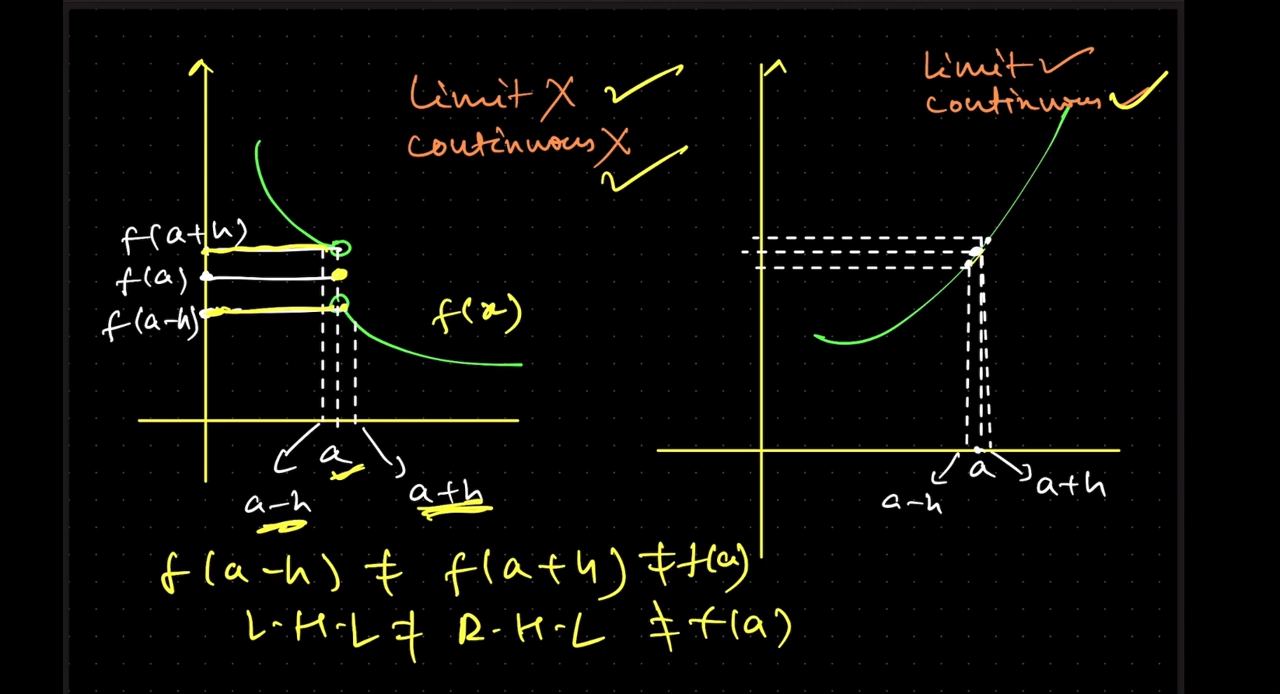 Limit X ✓
continuous X ✓
f(a+h)
f(a)
f(a-h)
f(x)
a
a-h
a+h
Limit ✓
continuous ✓
a
a-h
a+h
f(a-h) ≠ f(a+h) ≠ f(a)
L.H.L ≠ R.H.L ≠ f(a)